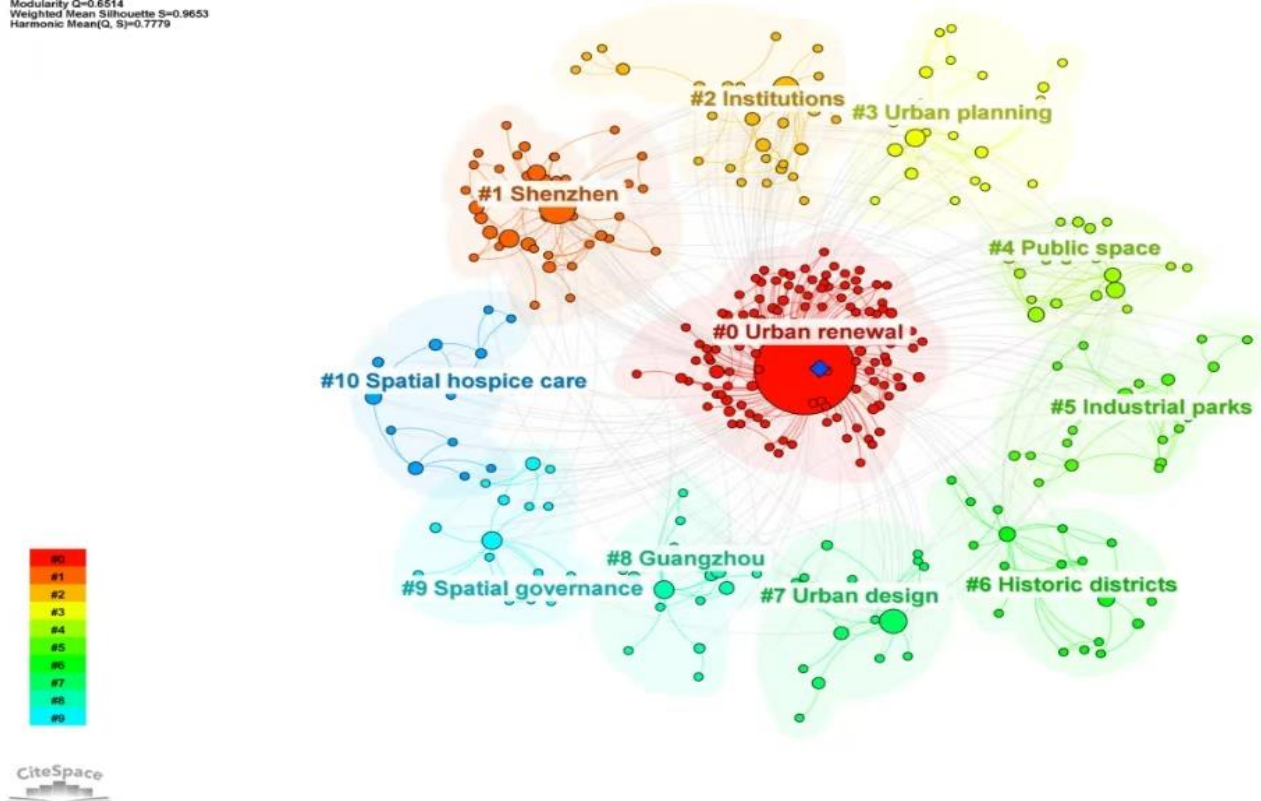 Modularity Q=0.6514
Weighted Mean Silhouette S=0.9653
Harmonic Mean(Q, S)=0.7779
#2 Institutions
#3 Urban planning
#1 Shenzhen
#4 Public space
#0 Urban renewal
#10 Spatial hospice care
#5 Industrial parks
#8 Guangzhou
#9 Spatial governance
#7 Urban design
#6 Historic districts
#0
#1
#2
#3
#4
#5
#6
#7
#8
#9
CiteSpace